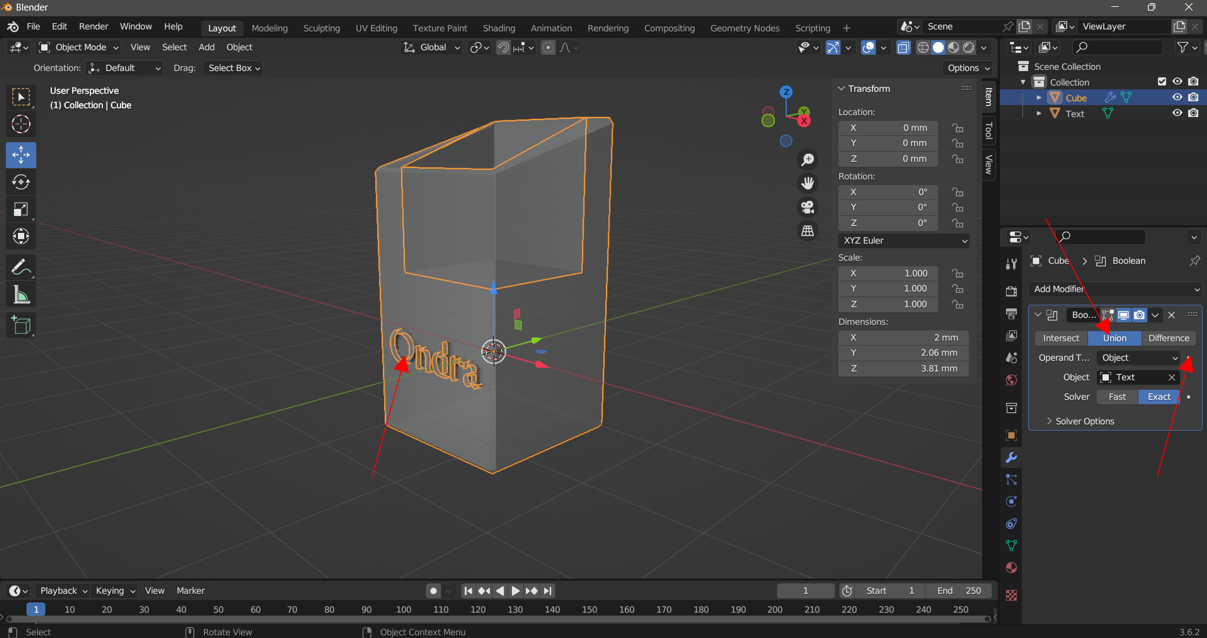 Blender
File Edit Render Window Help Layout Modeling Sculpting UV Editing Texture Paint Shading Animation Rendering Compositing Geometry Nodes Scripting + Scene ViewLayer
Object Mode View Select Add Object Global
Orientation: Default Drag: Select Box Options
User Perspective
(1) Collection | Cube
Z
Y
X
Ondra
Transform
Location:
X 0 mm
Y 0 mm
Z 0 mm
Rotation:
X 0°
Y 0°
Z 0°
XYZ Euler
Scale:
X 1.000
Y 1.000
Z 1.000
Dimensions:
X 2 mm
Y 2.06 mm
Z 3.81 mm
Item
Tool
View
Scene Collection
Collection
Cube
Text
Cube > Boolean
Add Modifier
Boo...
Intersect Union Difference
Operand T... Object
Object Text
Solver Fast Exact
Solver Options
Playback Keying View Marker 1 Start 1 End 250
1 10 20 30 40 50 60 70 80 90 100 110 120 130 140 150 160 170 180 190 200 210 220 230 240 250
Select Rotate View Object Context Menu 3.6.2